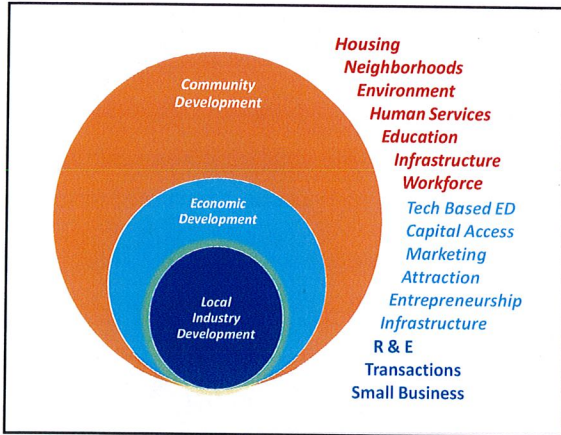 Community
Development
Economic
Development
Local
Industry
Development
Housing
Neighborhoods
Environment
Human Services
Education
Infrastructure
Workforce
Tech Based ED
Capital Access
Marketing
Attraction
Entrepreneurship
Infrastructure
R & E
Transactions
Small Business